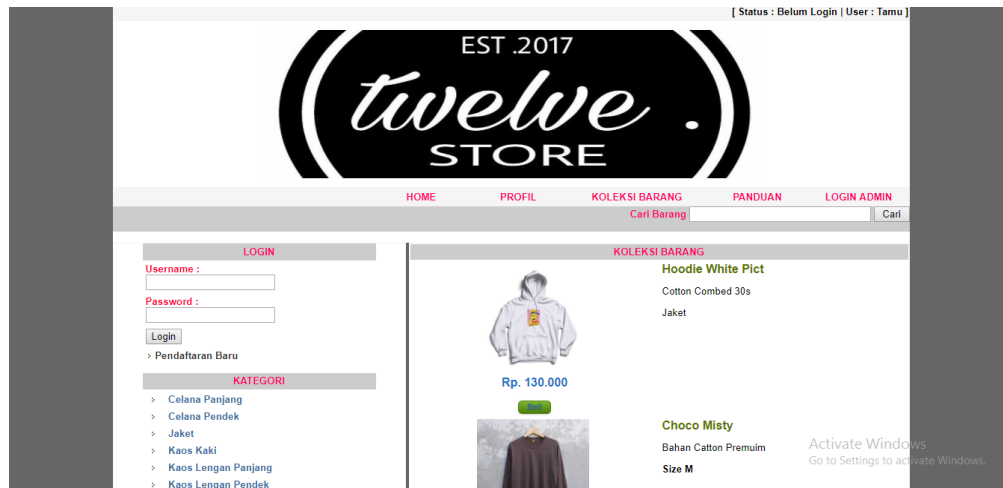 [ Status : Belum Login | User : Tamu ]
EST .2017
twelve .
STORE
HOME PROFIL KOLEKSI BARANG PANDUAN LOGIN ADMIN
Cari Barang Cari
LOGIN
Username :
Password :
Login
Pendaftaran Baru
KATEGORI
Celana Panjang
Celana Pendek
Jaket
Kaos Kaki
Kaos Lengan Panjang
Kaos Lengan Pendek
KOLEKSI BARANG
Hoodie White Pict
Cotton Combed 30s
Jaket
Rp. 130.000
Beli
Choco Misty
Bahan Catton Premuim
Size M
Activate Windows
Go to Settings to activate Windows.